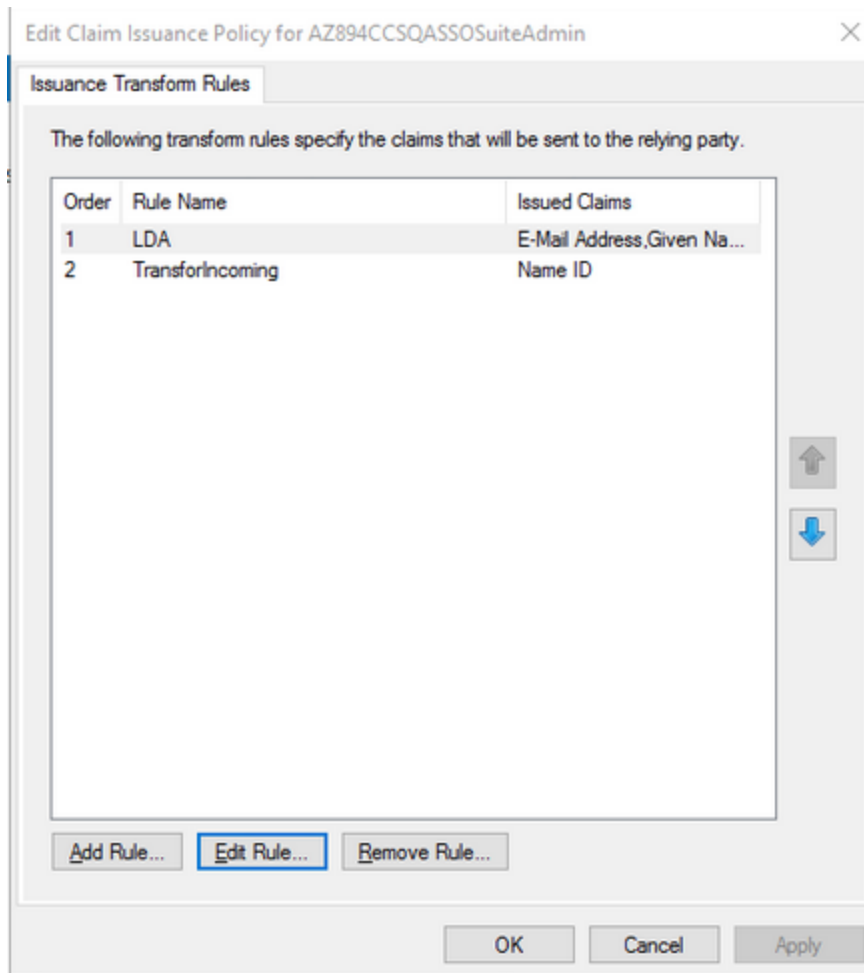 Edit Claim Issuance Policy for AZ894CCSQASSOSuiteAdmin
Issuance Transform Rules
The following transform rules specify the claims that will be sent to the relying party.
Order Rule Name Issued Claims
1 LDA E-Mail Address,Given Na...
2 TransforIncoming Name ID
Add Rule... Edit Rule... Remove Rule...
OK Cancel Apply